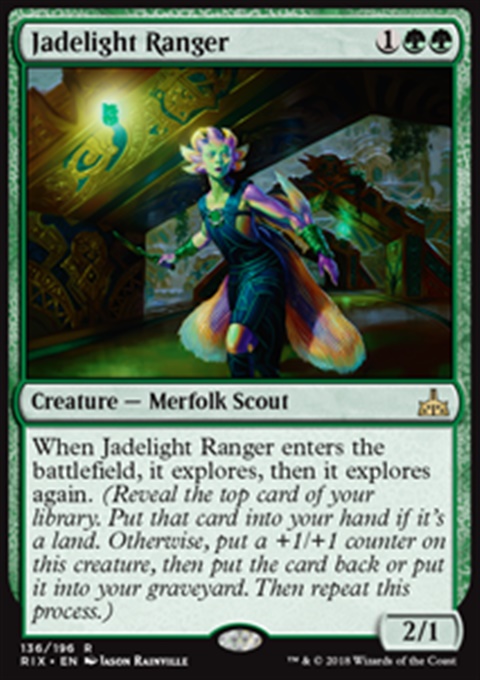 Jadelight Ranger 1
Creature — Merfolk Scout
When Jadelight Ranger enters the
battlefield, it explores, then it explores
again. (Reveal the top card of your
library. Put that card into your hand if it's
a land. Otherwise, put a +1/+1 counter on
this creature, then put the card back or put
it into your graveyard. Then repeat this
process.)
2/1
136/196 R
RIX • EN Jason Rainville
™ & © 2018 Wizards of the Coast